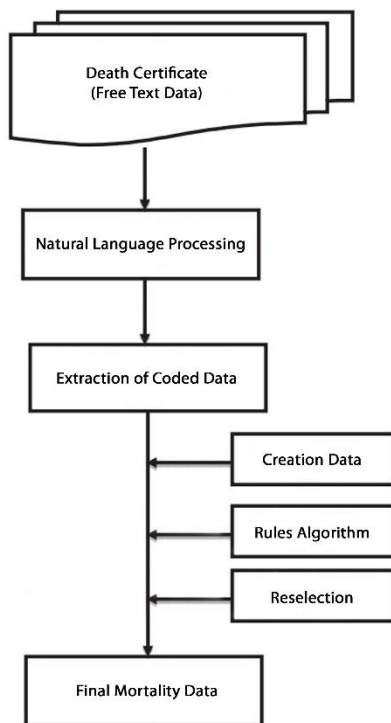 Death Certificate
(Free Text Data)
Natural Language Processing
Extraction of Coded Data
Creation Data
Rules Algorithm
Reselection
Final Mortality Data